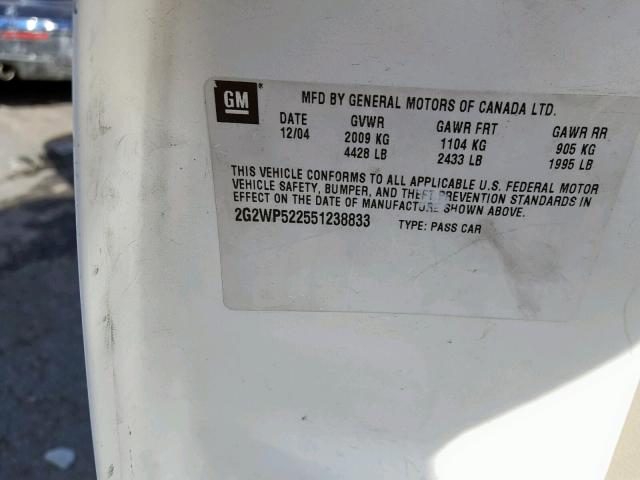 GM
MFD BY GENERAL MOTORS OF CANADA LTD.
DATE GVWR GAWR FRT GAWR RR
12/04 2009 KG 1104 KG 905 KG
4428 LB 2433 LB 1995 LB
THIS VEHICLE CONFORMS TO ALL APPLICABLE U.S. FEDERAL MOTOR
VEHICLE SAFETY, BUMPER, AND THEFT PREVENTION STANDARDS IN
EFFECT ON THE DATE OF MANUFACTURE SHOWN ABOVE.
2G2WP522551238833 TYPE: PASS CAR